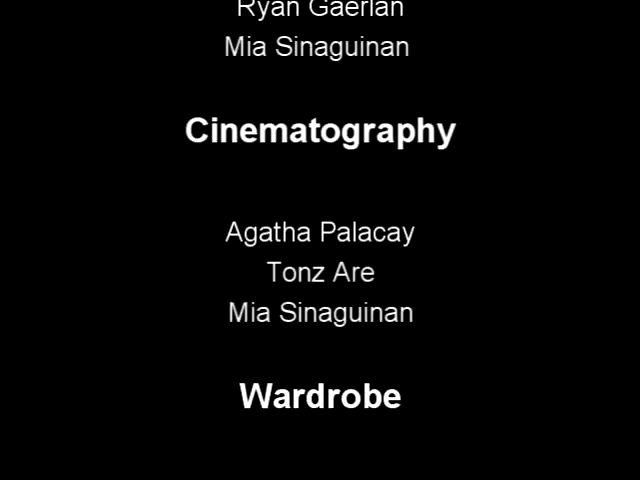 Ryan Gaerlan
Mia Sinaguinan
Cinematography
Agatha Palacay
Tonz Are
Mia Sinaguinan
Wardrobe